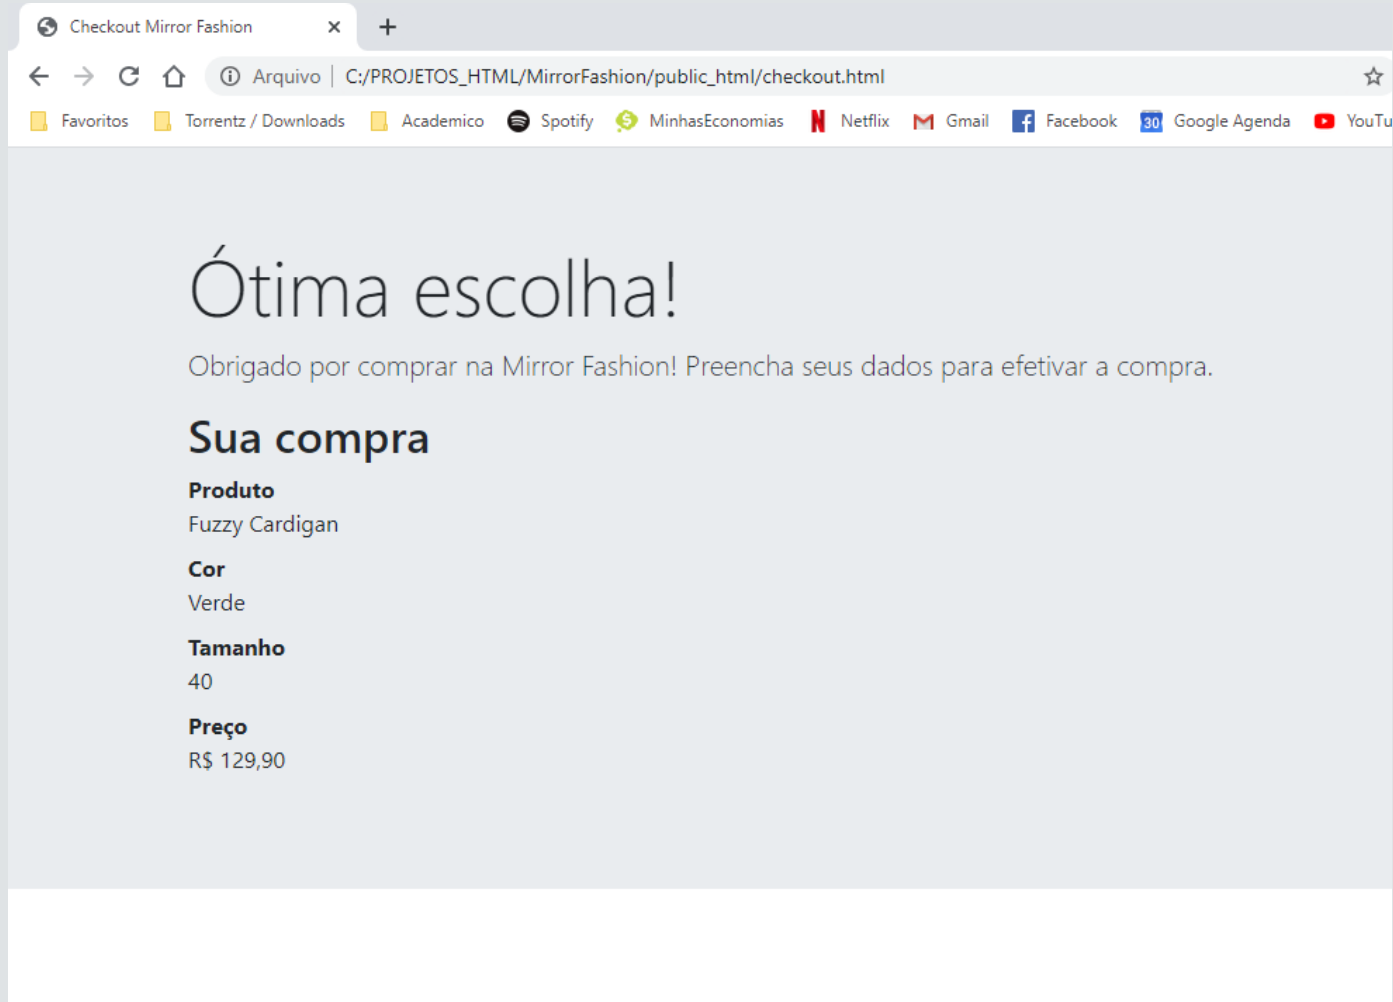 Checkout Mirror Fashion
Arquivo | C:/PROJETOS_HTML/MirrorFashion/public_html/checkout.html
Favoritos Torrentz / Downloads Academico Spotify MinhasEconomias Netflix Gmail Facebook 30 Google Agenda YouTu
Ótima escolha!
Obrigado por comprar na Mirror Fashion! Preencha seus dados para efetivar a compra.
Sua compra
Produto
Fuzzy Cardigan
Cor
Verde
Tamanho
40
Preço
R$ 129,90